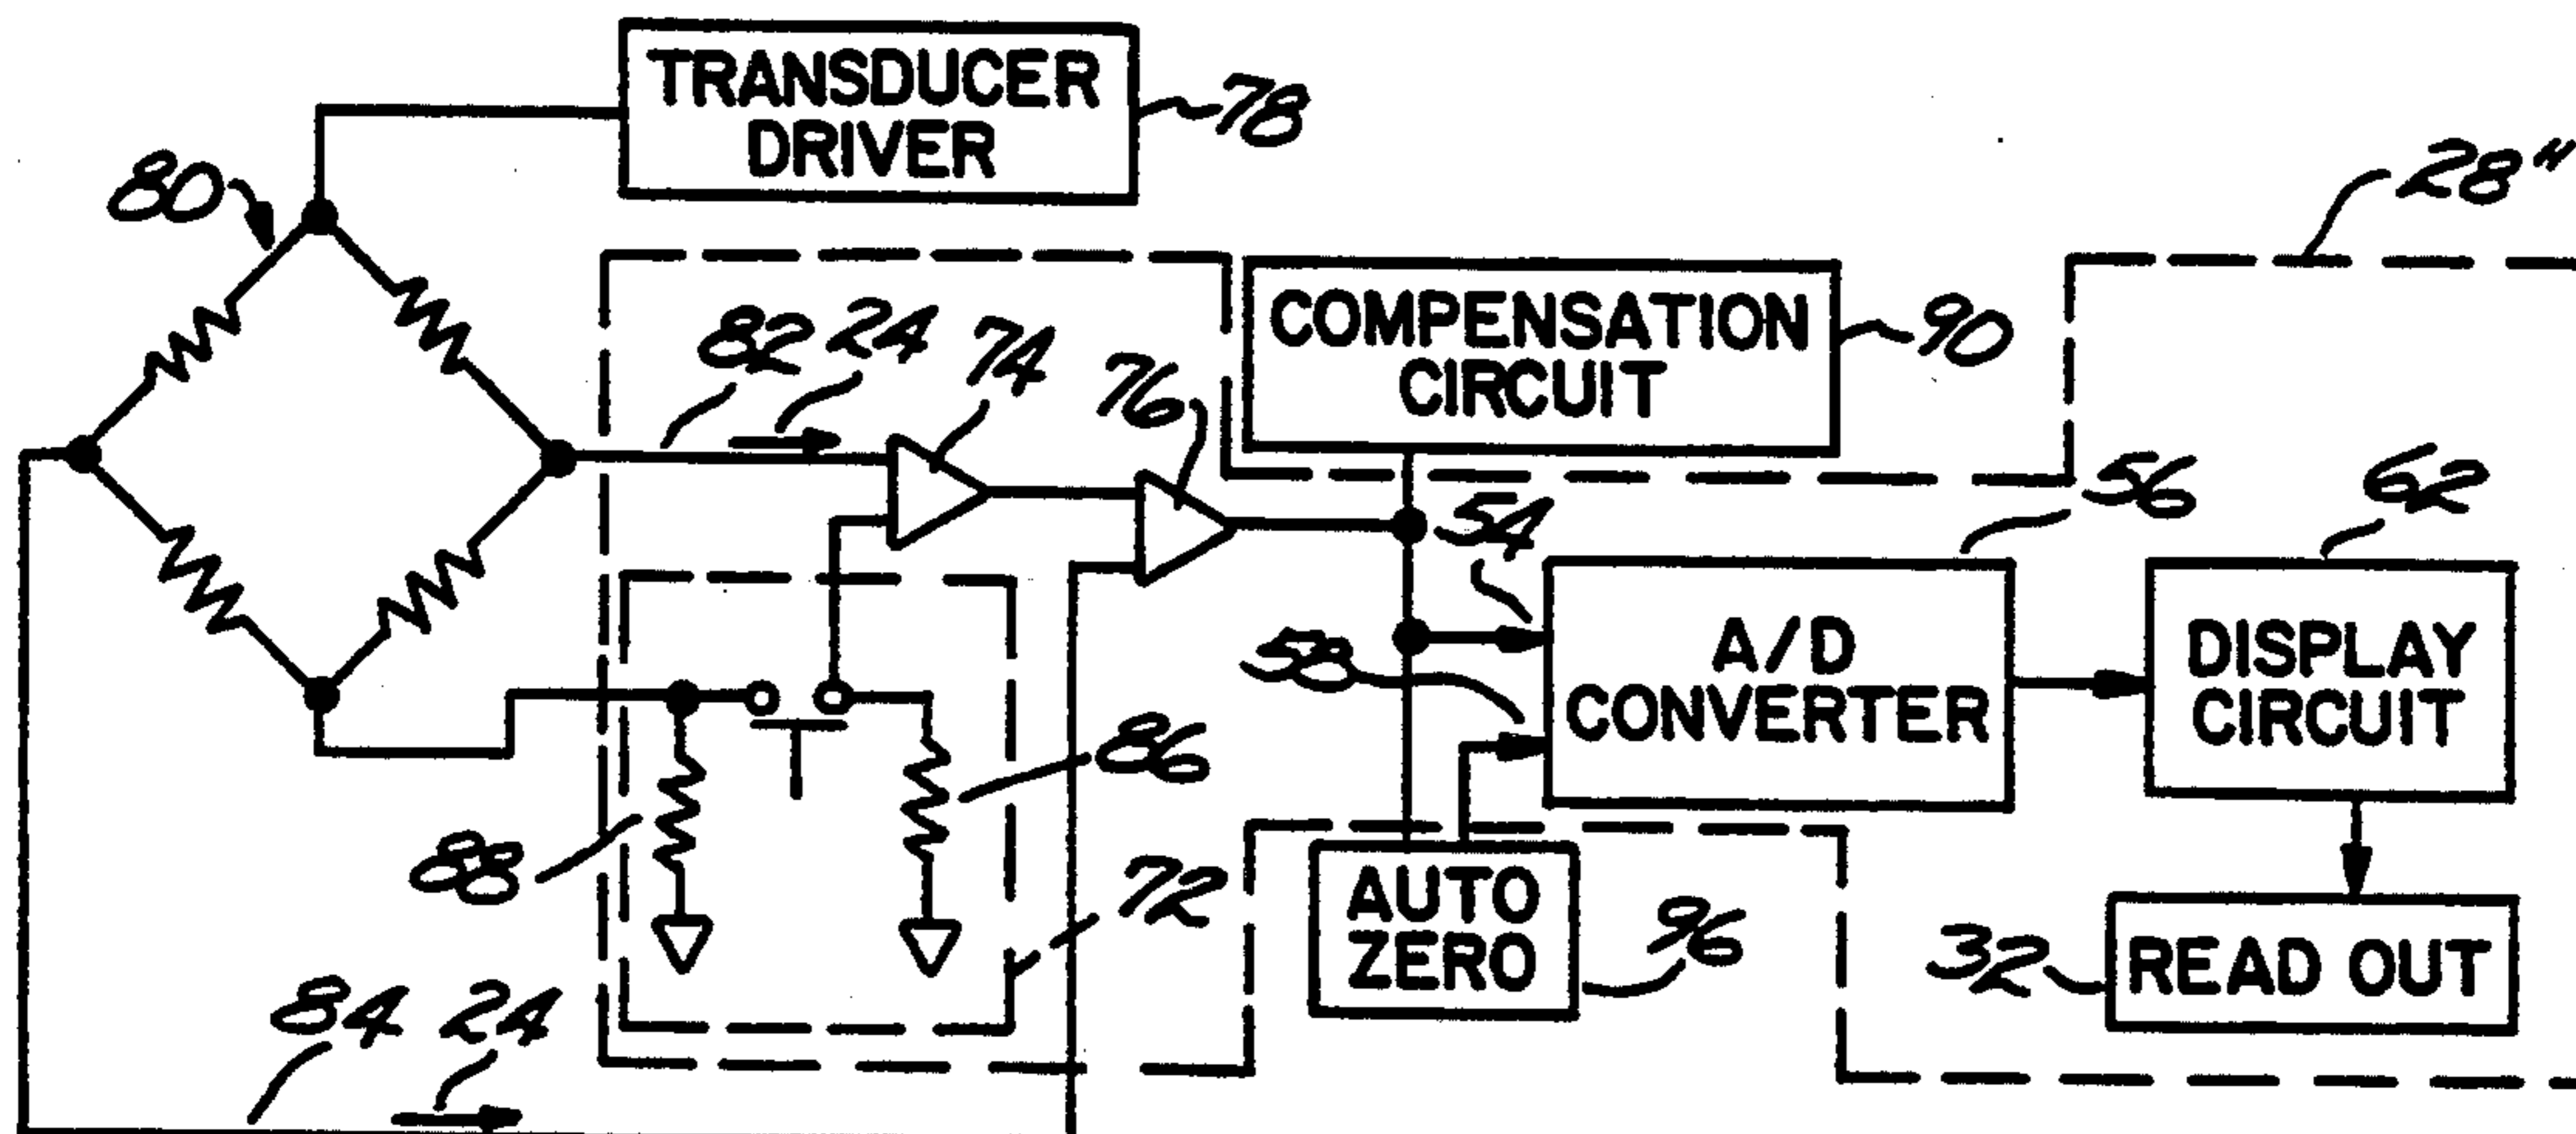 TRANSDUCER
DRIVER
78
80
28"
82
24
74
76
COMPENSATION
CIRCUIT
90
54
56
62
58
A/D
CONVERTER
DISPLAY
CIRCUIT
86
88
72
AUTO
ZERO
96
32
READ OUT
84
24